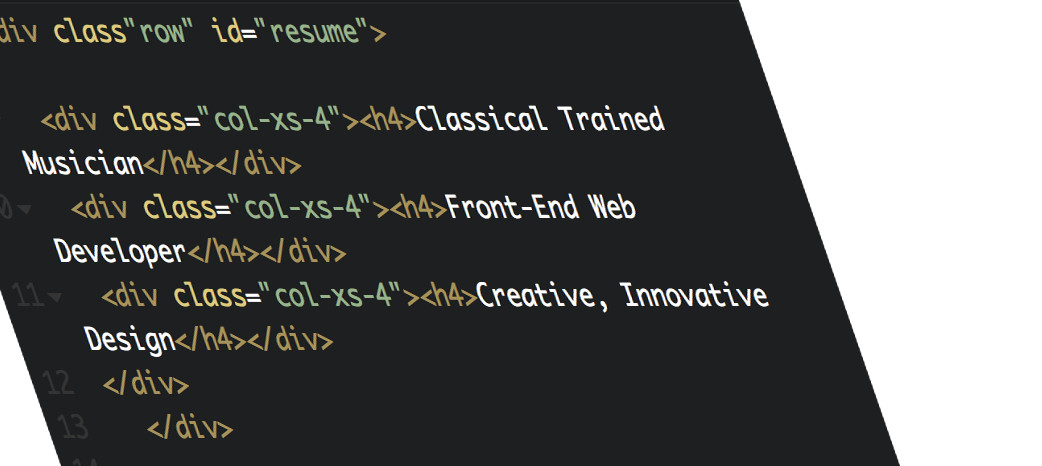 div class"row" id="resume">
<div class="col-xs-4"><h4>Classical Trained
Musician</h4></div>
0 <div class="col-xs-4"><h4>Front-End Web
Developer</h4></div>
11 <div class="col-xs-4"><h4>Creative, Innovative
Design</h4></div>
12 </div>
13 </div>
14